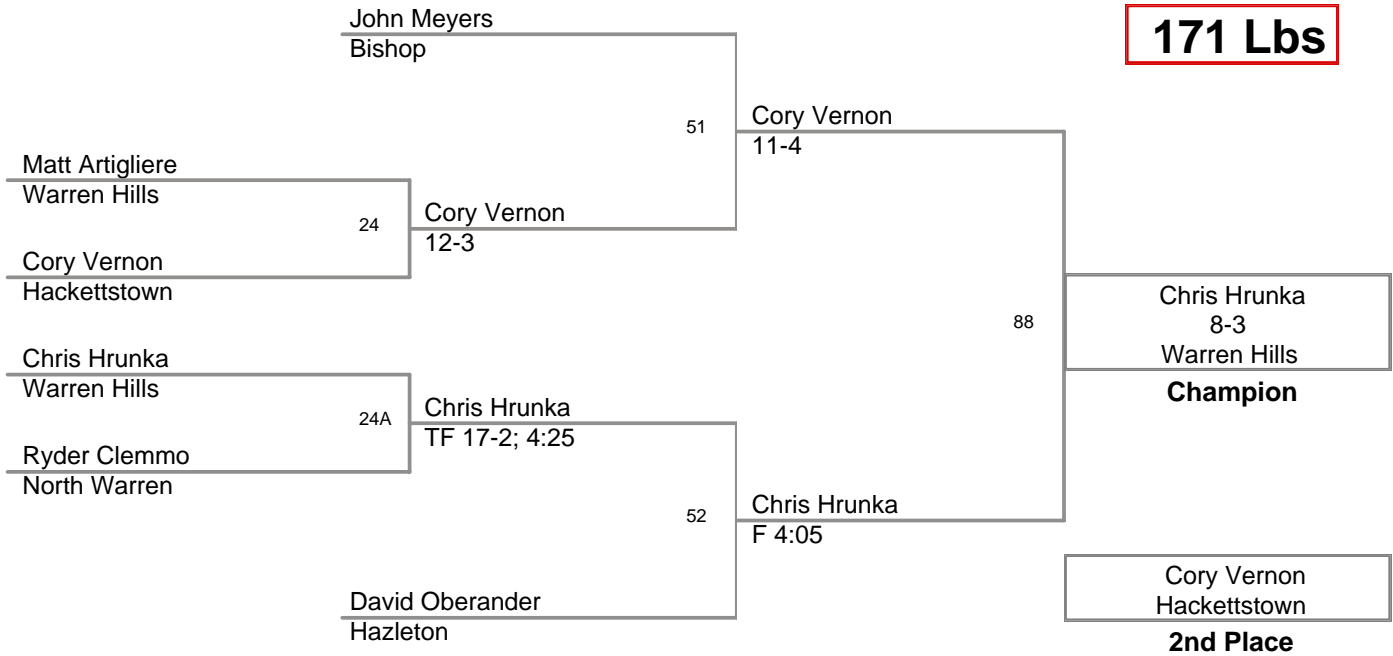 John Meyers
Bishop
171 Lbs
51
Cory Vernon
11-4
Matt Artigliere
Warren Hills
24
Cory Vernon
12-3
Cory Vernon
Hackettstown
88
Chris Hrunka
8-3
Warren Hills
Champion
Chris Hrunka
Warren Hills
24A
Chris Hrunka
TF 17-2; 4:25
Ryder Clemmo
North Warren
52
Chris Hrunka
F 4:05
David Oberander
Hazleton
Cory Vernon
Hackettstown
2nd Place